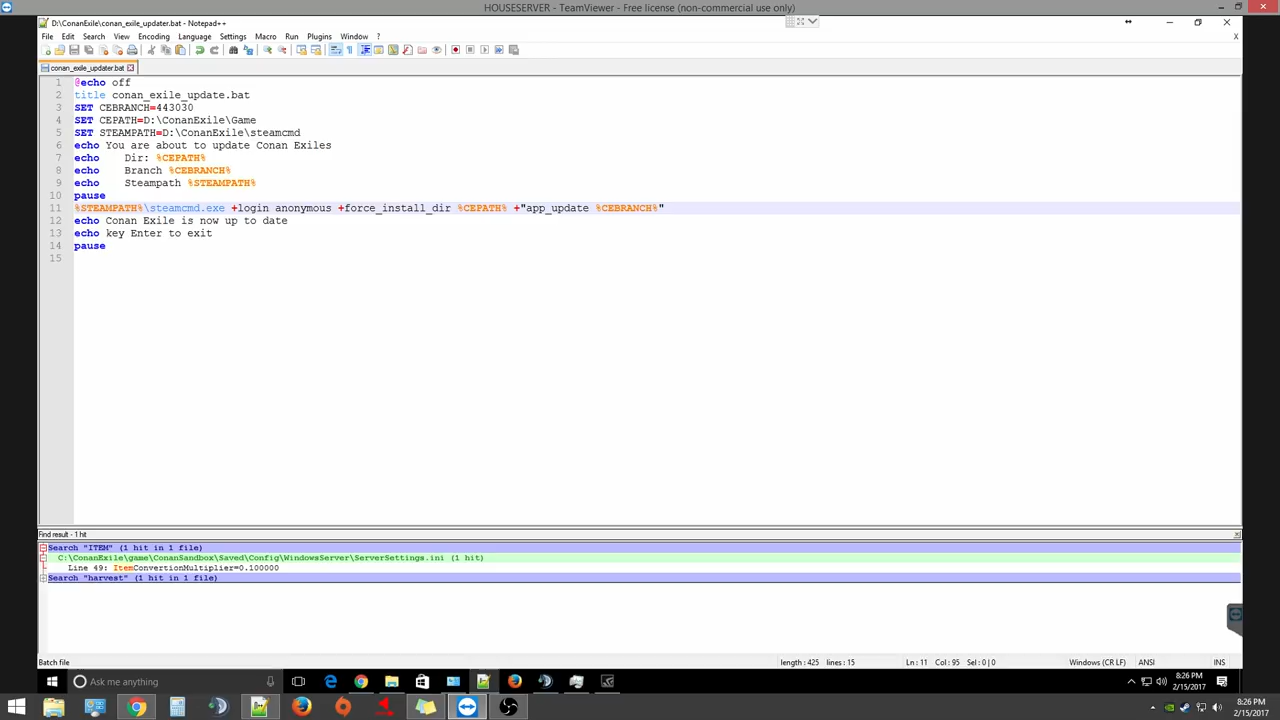 HOUSESERVER - TeamViewer - Free license (non-commercial use only)
D:\ConanExile\conan_exile_updater.bat - Notepad++
File Edit Search View Encoding Language Settings Macro Run Plugins Window ? X
conan_exile_updater.bat
1 @echo off
2 title conan_exile_update.bat
3 SET CEBRANCH=443030
4 SET CEPATH=D:\ConanExile\Game
5 SET STEAMPATH=D:\ConanExile\steamcmd
6 echo You are about to update Conan Exiles
7 echo    Dir: %CEPATH%
8 echo    Branch %CEBRANCH%
9 echo    Steampath %STEAMPATH%
10 pause
11 %STEAMPATH%\steamcmd.exe +login anonymous +force_install_dir %CEPATH% +"app_update %CEBRANCH%"
12 echo Conan Exile is now up to date
13 echo key Enter to exit
14 pause
15
Find result - 1 hit
Search "ITEM" (1 hit in 1 file)
C:\ConanExile\game\ConanSandbox\Saved\Config\WindowsServer\ServerSettings.ini (1 hit)
Line 49: ItemConvertionMultiplier=0.100000
Search "harvest" (1 hit in 1 file)
Batch file length : 425 lines : 15 Ln : 11 Col : 95 Sel : 0 | 0 Windows (CR LF) ANSI INS
Ask me anything
8:26 PM
2/15/2017
8:26 PM
2/15/2017